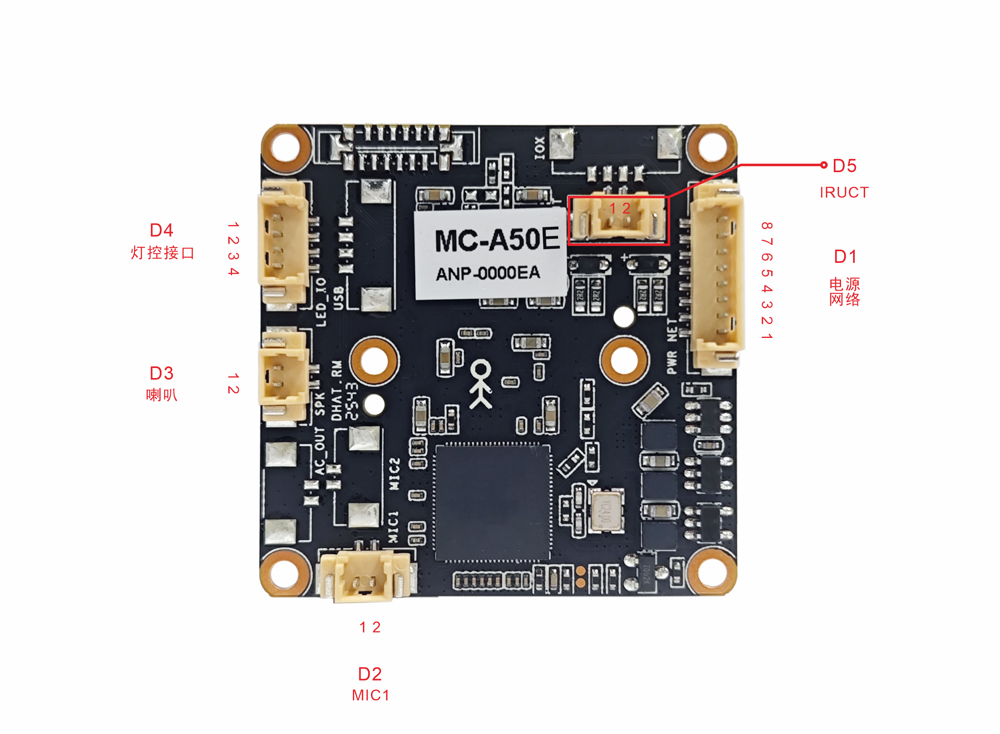 IOX
D5
IRUCT
1 2
MC-A50E
ANP-0000EA
D4
灯控接口
1
2
3
4
LED_IO
USB
8
7
6
5
4
3
2
1
D1
电源
网络
2R2
2R2
2R2
2R2
PWR NET
D3
喇叭
1
2
AC_OUT SPK
DHAT.RM
2543
MIC2
MIC1
YC24.00
1 2
D2
MIC1